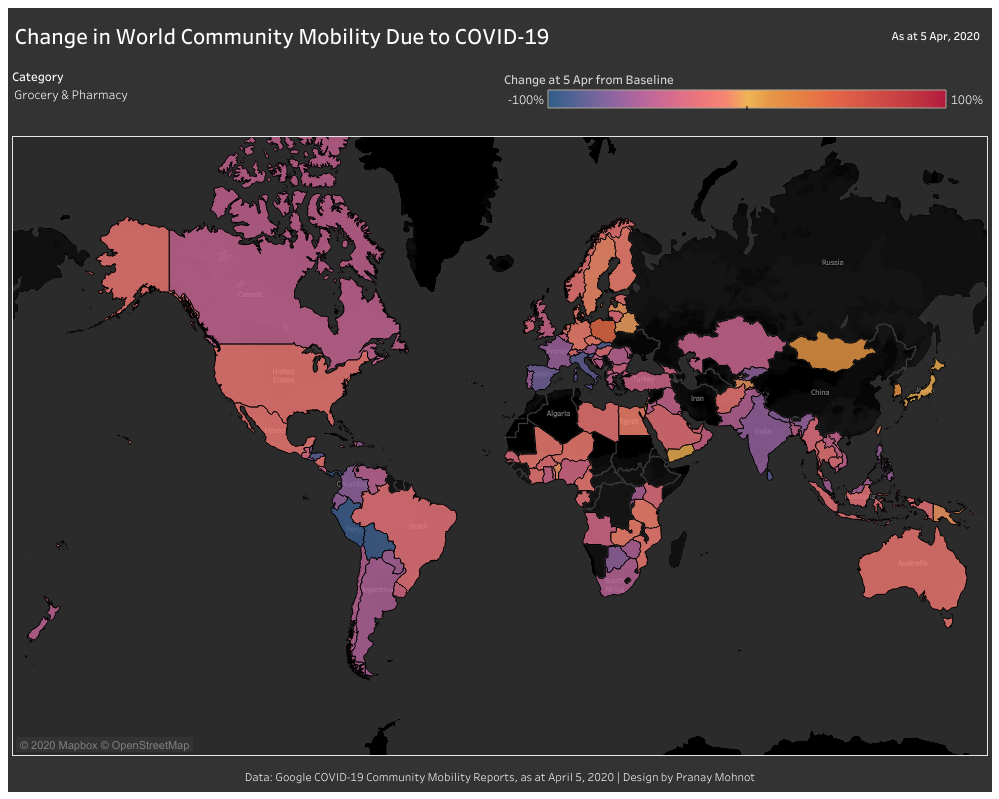 Change in World Community Mobility Due to COVID-19
As at 5 Apr, 2020
Category
Grocery & Pharmacy
Change at 5 Apr from Baseline
-100%
100%
Russia
Canada
United
States
Mexico
Turkey
China
Iran
Algeria
Egypt
India
Colombia
Brazil
Australia
Argentina
South
Africa
© 2020 Mapbox © OpenStreetMap
Data: Google COVID-19 Community Mobility Reports, as at April 5, 2020 | Design by Pranay Mohnot